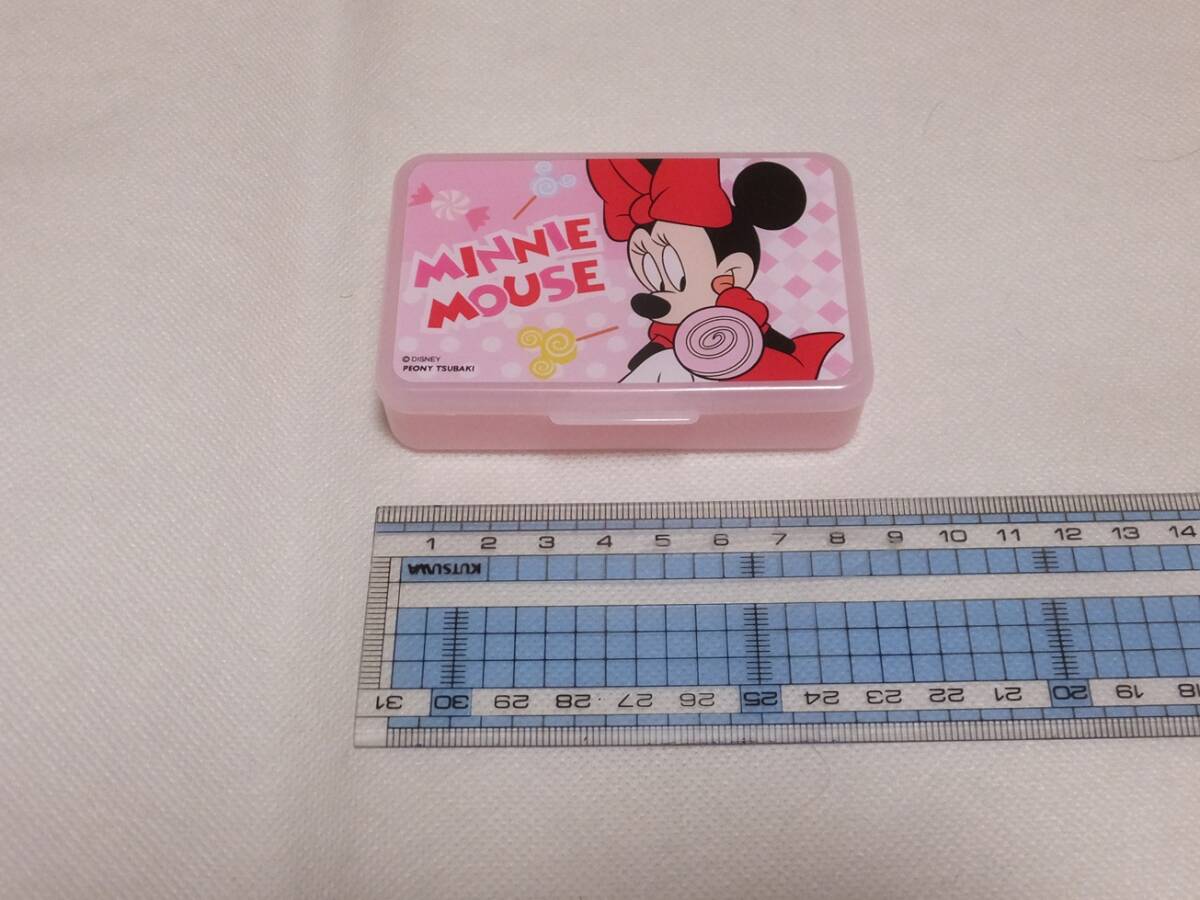 MINNIE
MOUSE
© DISNEY
PEONY TSUBAKI
1 2 3 4 5 6 7 8 9 10 11 12 13 14
KUTSUWA
31 30 29 28 27 26 25 24 23 22 21 20 19 18